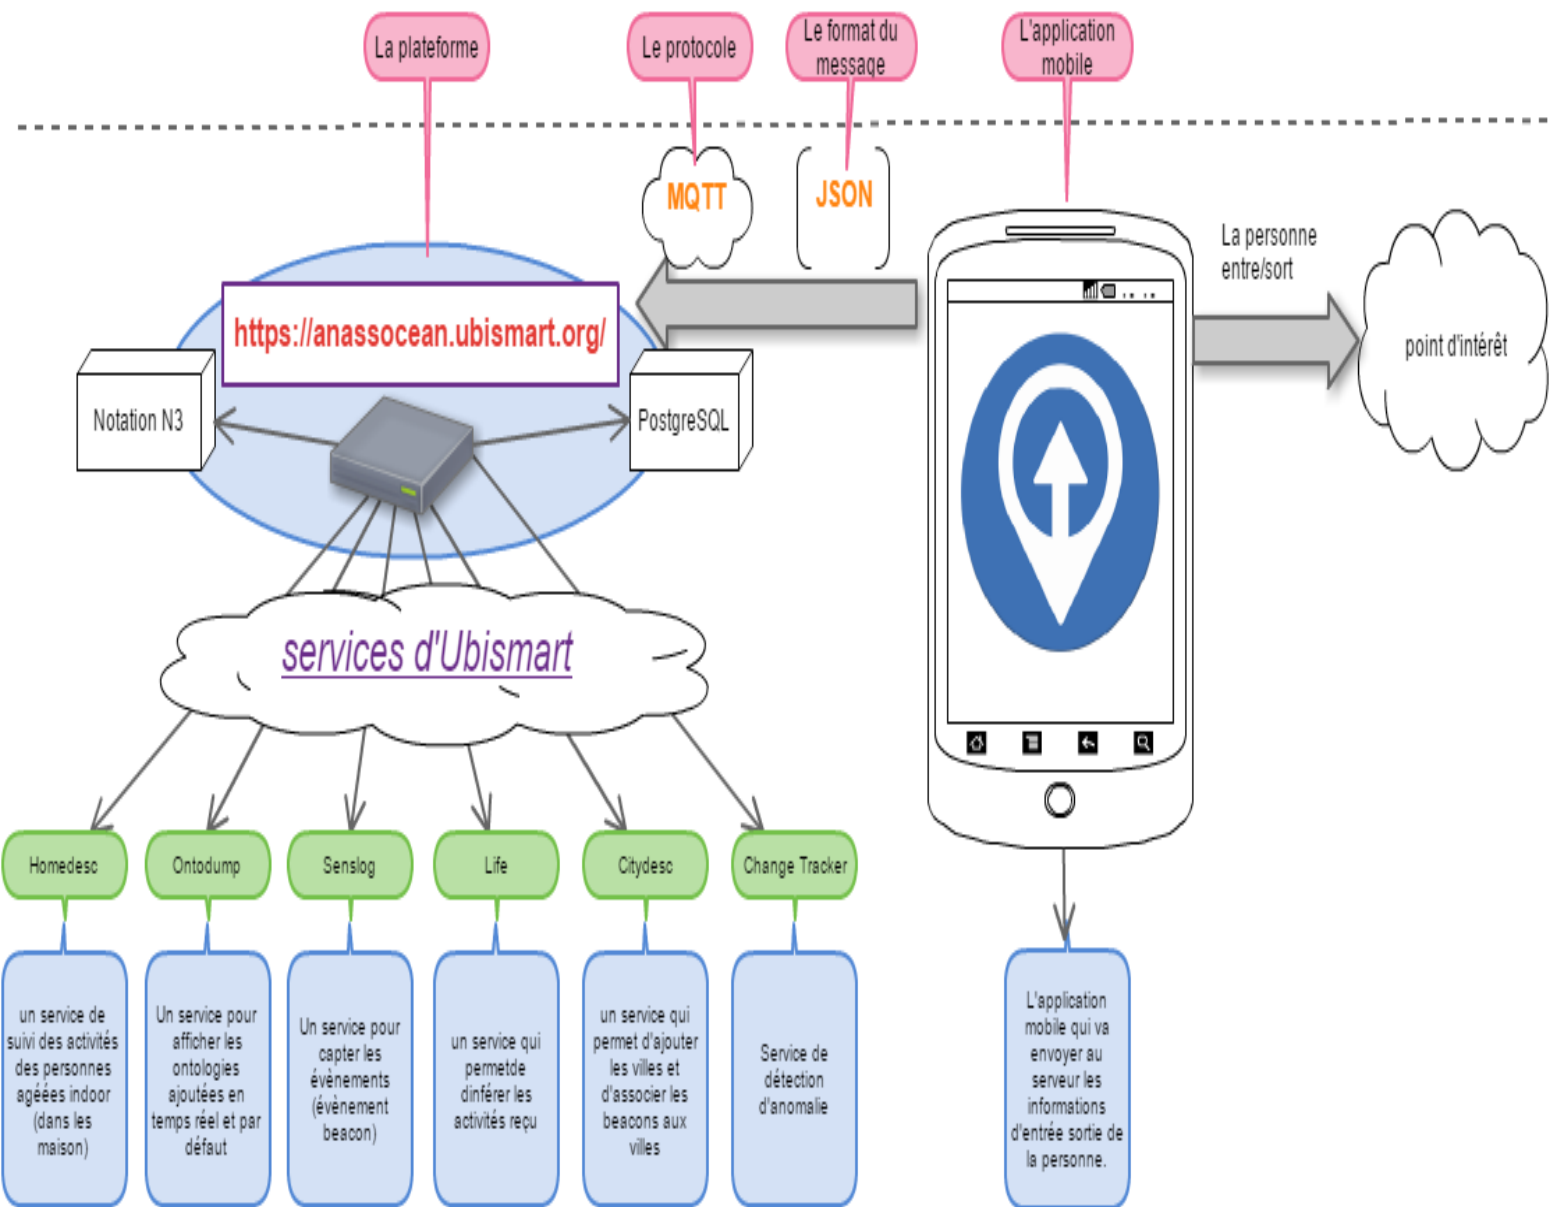 La plateforme
Le protocole
Le format du
message
L'application
mobile
MQTT
JSON
La personne
entre/sort
point d'intérêt
https://anassocean.ubismart.org/
Notation N3
PostgreSQL
services d'Ubismart
Homedesc
Ontodump
Senslog
Life
Citydesc
Change Tracker
un service de
suivi des activités
des personnes
agéées indoor
(dans les
maison)
Un service pour
afficher les
ontologies
ajoutées en
temps réel et par
défaut
Un service pour
capter les
évènements
(évènement
beacon)
un service qui
permetde
dinférer les
activités reçu
un service qui
permet d'ajouter
les villes et
d'associer les
beacons aux
villes
Service de
détection
d'anomalie
L'application
mobile qui va
envoyer au
serveur les
informations
d'entrée sortie de
la personne.